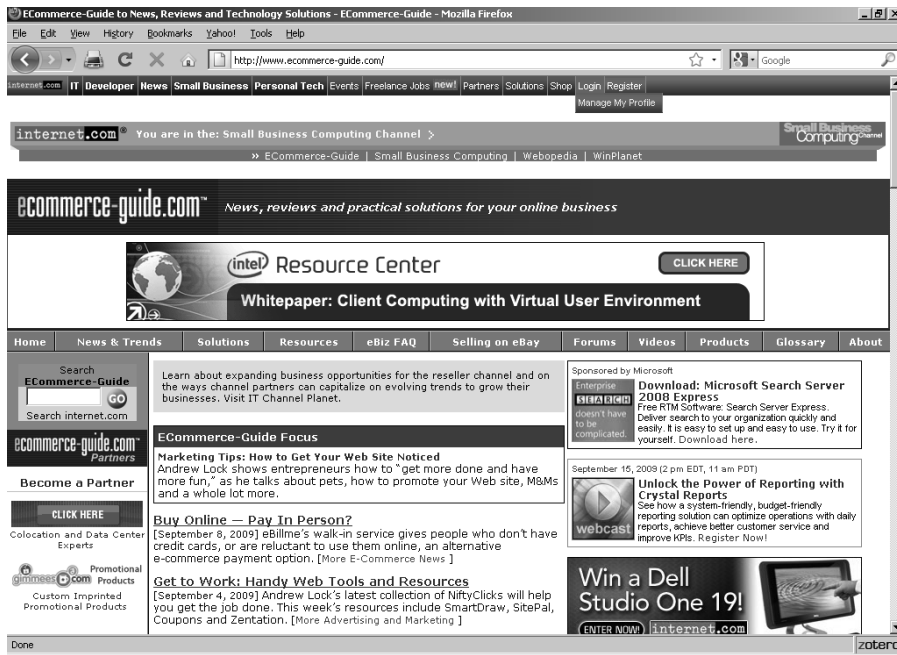 ECommerce-Guide to News, Reviews and Technology Solutions - ECommerce-Guide - Mozilla Firefox
File Edit View History Bookmarks Yahoo! Tools Help
http://www.ecommerce-guide.com/
Google
internet.com IT Developer News Small Business Personal Tech Events Freelance Jobs new! Partners Solutions Shop Login Register
Manage My Profile
internet.com® You are in the: Small Business Computing Channel >
Small Business Computing Channel
» ECommerce-Guide | Small Business Computing | Webopedia | WinPlanet
ecommerce-guide.com™ News, reviews and practical solutions for your online business
intel Resource Center
CLICK HERE
Whitepaper: Client Computing with Virtual User Environment
Home News & Trends Solutions Resources eBiz FAQ Selling on eBay Forums Videos Products Glossary About
Search
ECommerce-Guide
GO
Search internet.com
ecommerce-guide.com™
Partners
Become a Partner
CLICK HERE
Colocation and Data Center
Experts
gimmees.com Promotional
Products
Custom Imprinted
Promotional Products
Learn about expanding business opportunities for the reseller channel and on
the ways channel partners can capitalize on evolving trends to grow their
businesses. Visit IT Channel Planet.
ECommerce-Guide Focus
Marketing Tips: How to Get Your Web Site Noticed
Andrew Lock shows entrepreneurs how to "get more done and have
more fun," as he talks about pets, how to promote your Web site, M&Ms
and a whole lot more.
Buy Online — Pay In Person?
[September 8, 2009] eBillme's walk-in service gives people who don't have
credit cards, or are reluctant to use them online, an alternative
e-commerce payment option. [More E-Commerce News ]
Get to Work: Handy Web Tools and Resources
[September 4, 2009] Andrew Lock's latest collection of NiftyClicks will help
you get the job done. This week's resources include SmartDraw, SitePal,
Coupons and Zentation. [More Advertising and Marketing ]
Sponsored by Microsoft
Enterprise
SEARCH
doesn't have
to be
complicated.
Download: Microsoft Search Server
2008 Express
Free RTM Software: Search Server Express.
Deliver search to your organization quickly and
easily. It is easy to set up and easy to use. Try it for
yourself. Download here.
September 15, 2009 (2 pm EDT, 11 am PDT)
webcast
Unlock the Power of Reporting with
Crystal Reports
See how a system-friendly, budget-friendly
reporting solution can optimize operations with daily
reports, achieve better customer service and
improve KPIs. Register Now!
Win a Dell
Studio One 19!
ENTER NOW! internet.com
Done
zotero